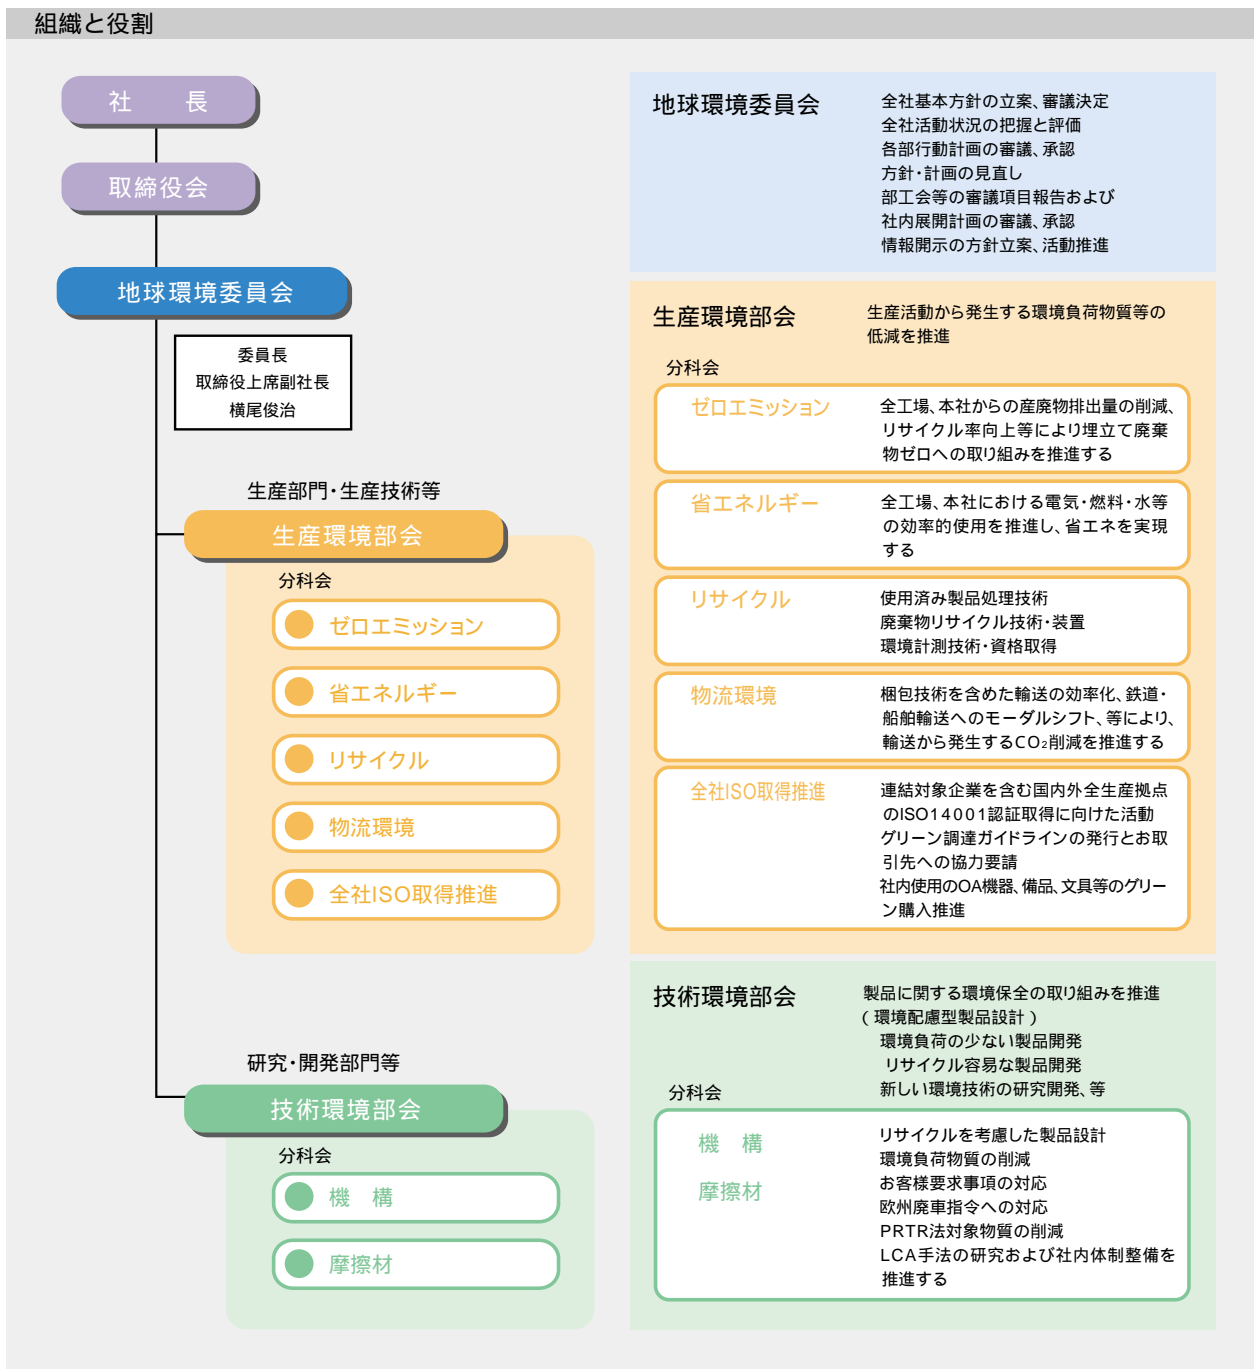 組織と役割
社　長
取締役会
地球環境委員会
委員長
取締役上席副社長
横尾俊治
生産部門・生産技術等
生産環境部会
分科会
ゼロエミッション
省エネルギー
リサイクル
物流環境
全社ISO取得推進
研究・開発部門等
技術環境部会
分科会
機　構
摩擦材
地球環境委員会
全社基本方針の立案、審議決定
全社活動状況の把握と評価
各部行動計画の審議、承認
方針・計画の見直し
部工会等の審議項目報告および
社内展開計画の審議、承認
情報開示の方針立案、活動推進
生産環境部会
生産活動から発生する環境負荷物質等の
低減を推進
分科会
ゼロエミッション
全工場、本社からの産廃物排出量の削減、
リサイクル率向上等により埋立て廃棄
物ゼロへの取り組みを推進する
省エネルギー
全工場、本社における電気・燃料・水等
の効率的使用を推進し、省エネを実現
する
リサイクル
使用済み製品処理技術
廃棄物リサイクル技術・装置
環境計測技術・資格取得
物流環境
梱包技術を含めた輸送の効率化、鉄道・
船舶輸送へのモーダルシフト、等により、
輸送から発生するCO₂削減を推進する
全社ISO取得推進
連結対象企業を含む国内外全生産拠点
のISO14001認証取得に向けた活動
グリーン調達ガイドラインの発行とお取
引先への協力要請
社内使用のOA機器、備品、文具等のグリー
ン購入推進
技術環境部会
製品に関する環境保全の取り組みを推進
(環境配慮型製品設計)
環境負荷の少ない製品開発
リサイクル容易な製品開発
新しい環境技術の研究開発、等
分科会
機　構
摩擦材
リサイクルを考慮した製品設計
環境負荷物質の削減
お客様要求事項の対応
欧州廃車指令への対応
PRTR法対象物質の削減
LCA手法の研究および社内体制整備を
推進する